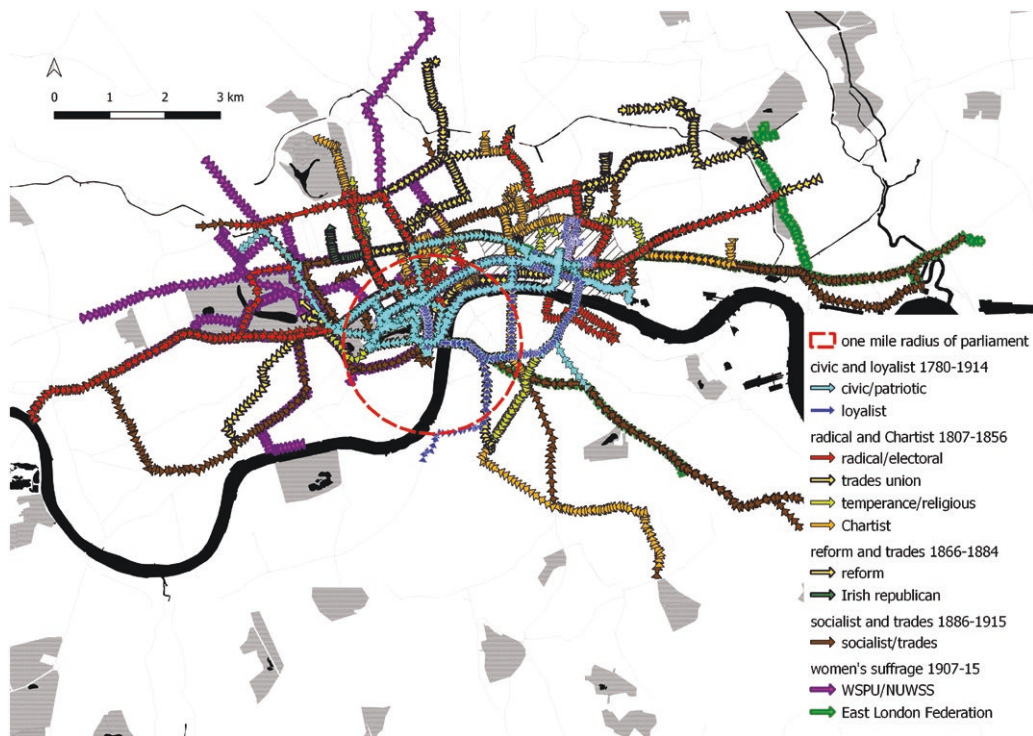 0 1 2 3 km
one mile radius of parliament
civic and loyalist 1780-1914
civic/patriotic
loyalist
radical and Chartist 1807-1856
radical/electoral
trades union
temperance/religious
Chartist
reform and trades 1866-1884
reform
Irish republican
socialist and trades 1886-1915
socialist/trades
women's suffrage 1907-15
WSPU/NUWSS
East London Federation